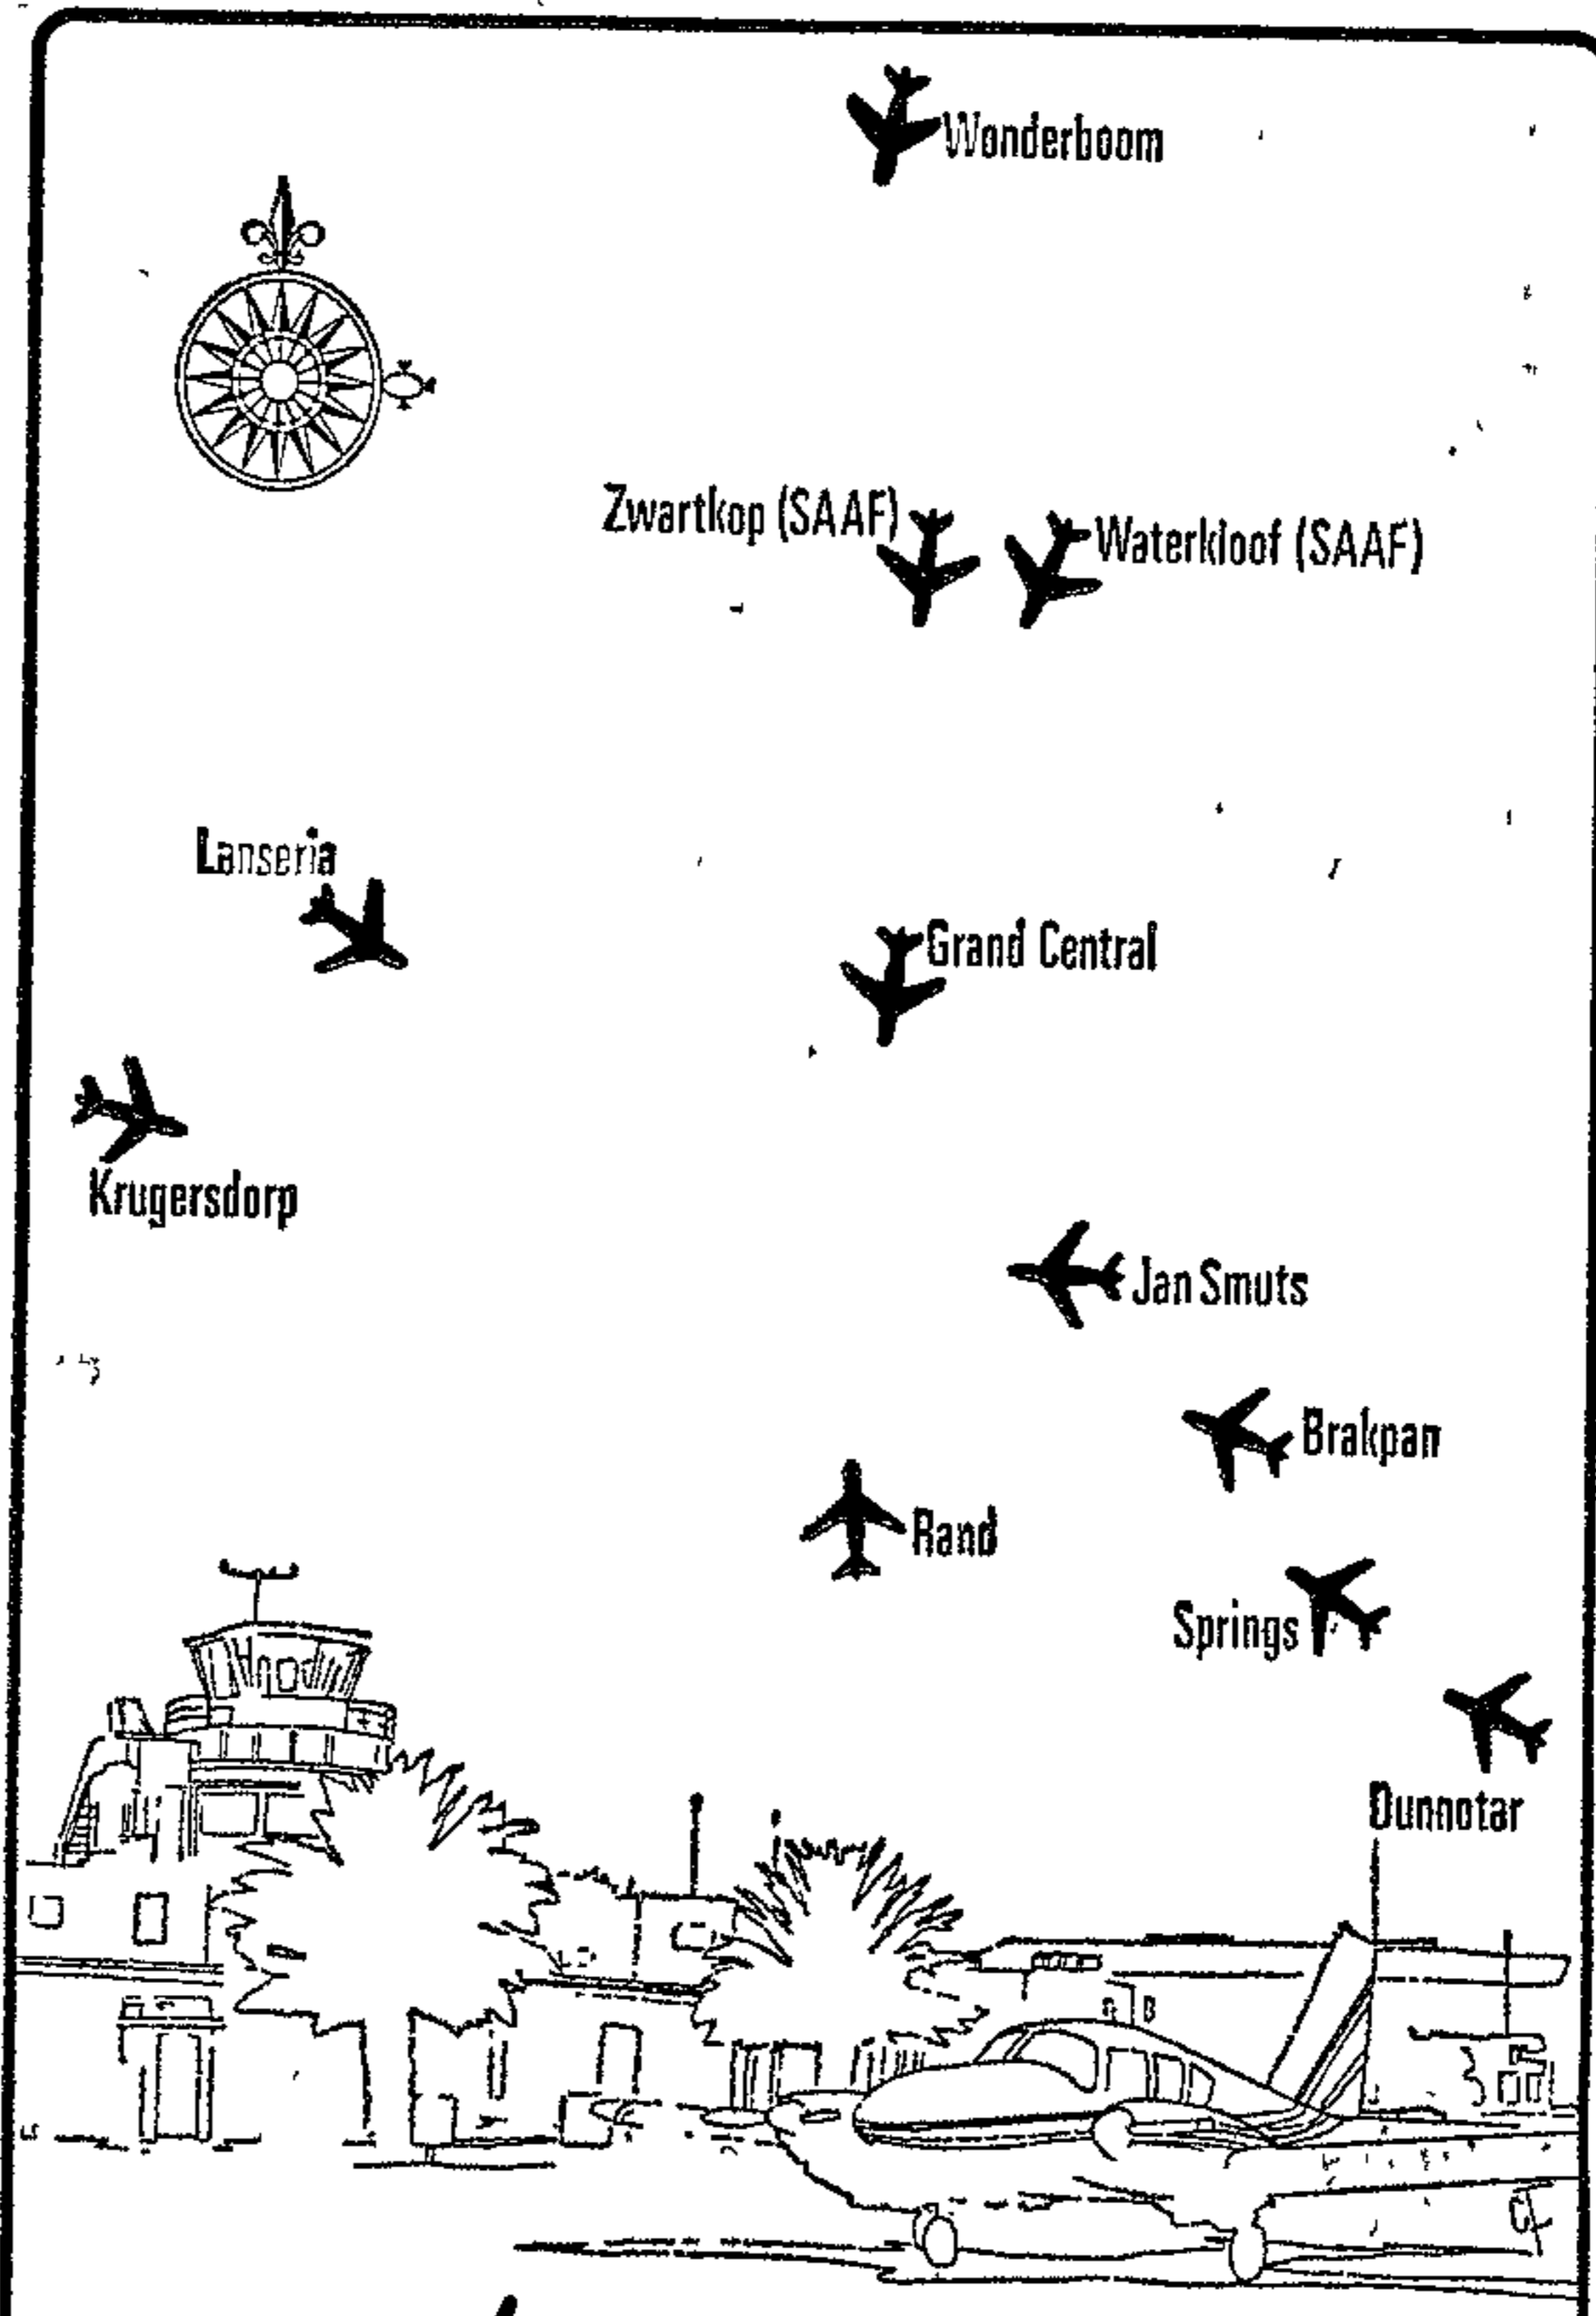 Wonderboom
Zwartkop (SAAF)
Waterkloof (SAAF)
Lanseria
Grand Central
Krugersdorp
Jan Smuts
Brakpan
Rand
Springs
Dunnotar